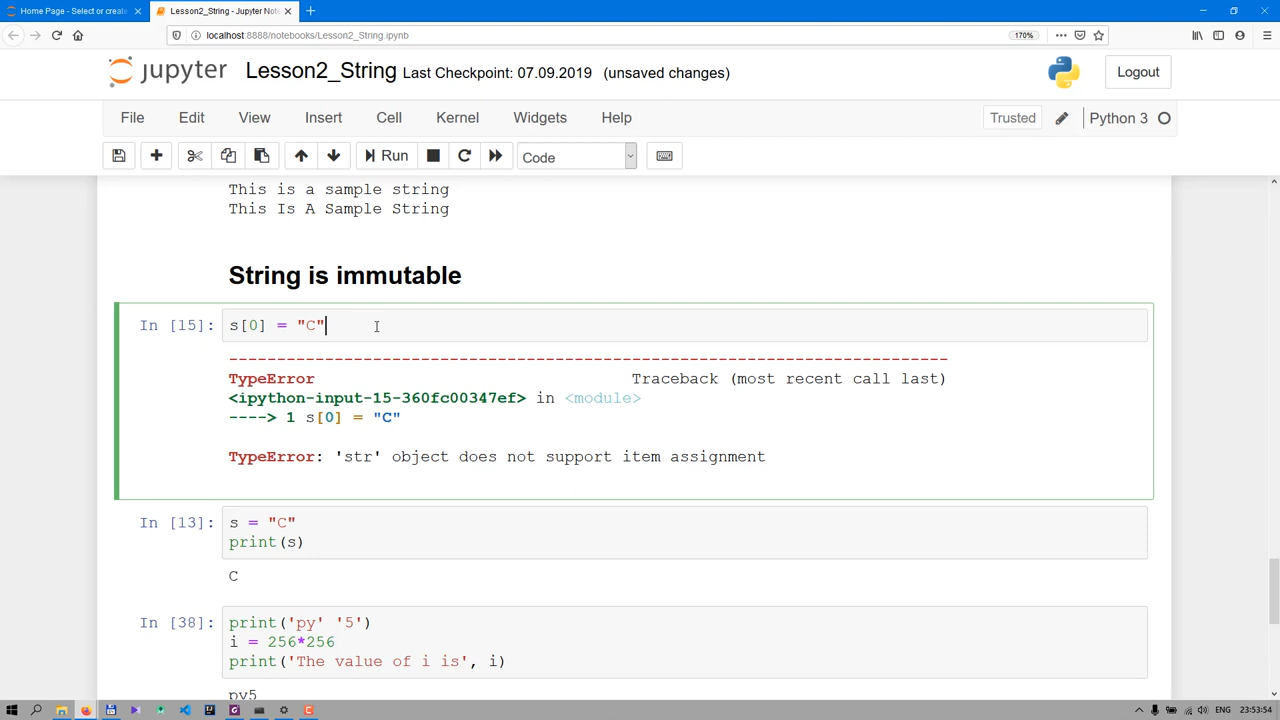 Home Page - Select or create
Lesson2_String - Jupyter Not
localhost:8888/notebooks/Lesson2_String.ipynb
170%
jupyter
Lesson2_String Last Checkpoint: 07.09.2019 (unsaved changes)
Logout
File Edit View Insert Cell Kernel Widgets Help
Trusted
Python 3
Run
Code
This is a sample string
This Is A Sample String
String is immutable
In [15]: s[0] = "C"
---------------------------------------------------------------------------
TypeError Traceback (most recent call last)
<ipython-input-15-360fc00347ef> in <module>
----> 1 s[0] = "C"
TypeError: 'str' object does not support item assignment
In [13]: s = "C"
print(s)
C
In [38]: print('py' '5')
i = 256*256
print('The value of i is', i)
py5
ENG 23:53:54